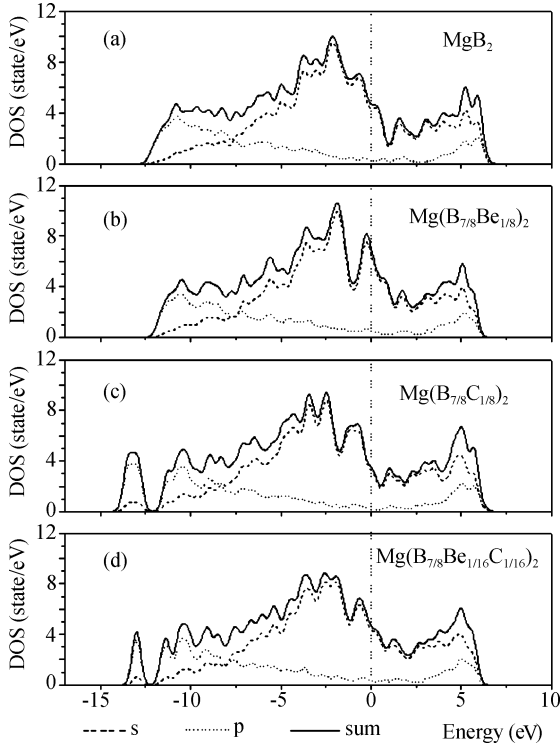 12
8
4
0
DOS (state/eV)
(a)
MgB2
12
8
4
0
DOS (state/eV)
(b)
Mg(B7/8Be1/8)2
12
8
4
0
DOS (state/eV)
(c)
Mg(B7/8C1/8)2
12
8
4
0
DOS (state/eV)
(d)
Mg(B7/8Be1/16C1/16)2
-15 -10 -5 0 5 10
s p sum Energy (eV)